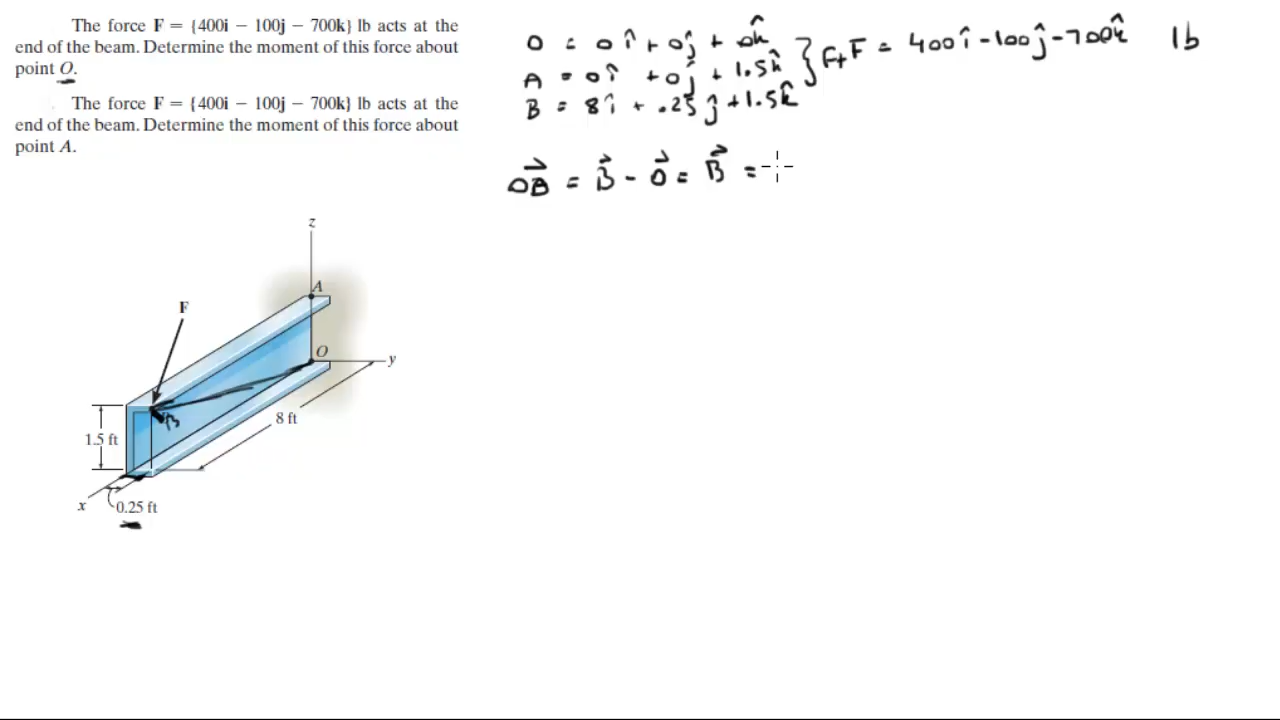 The force F = {400i − 100j − 700k} lb acts at the
end of the beam. Determine the moment of this force about
point O.
The force F = {400i − 100j − 700k} lb acts at the
end of the beam. Determine the moment of this force about
point A.
O = 0î + 0ĵ + 0k̂
A = 0î + 0ĵ + 1.5k̂ } Ft F = 400î - 100ĵ - 700k̂ lb
B = 8î + .25ĵ + 1.5k̂
OB⃗ = B⃗ - O⃗ = B⃗ =
z
A
F
O
y
B
8 ft
1.5 ft
x
0.25 ft